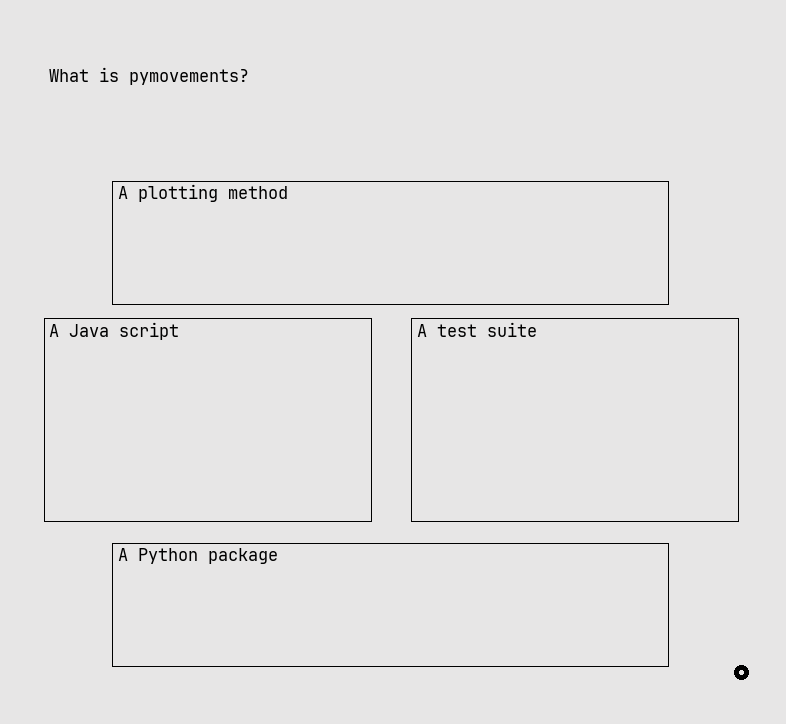 What is pymovements?
A plotting method
A Java script
A test suite
A Python package